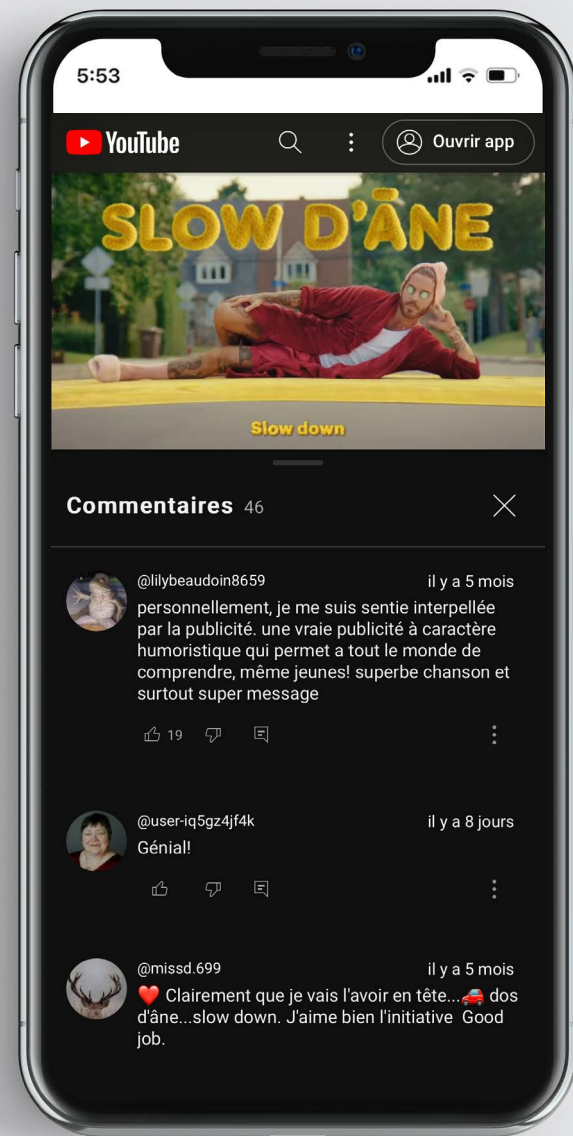 5:53
YouTube
Ouvrir app
SLOW D'ÂNE
Slow down
Commentaires 46
@lilybeaudoin8659 il y a 5 mois
personnellement, je me suis sentie interpellée
par la publicité. une vraie publicité à caractère
humoristique qui permet a tout le monde de
comprendre, même jeunes! superbe chanson et
surtout super message
19
@user-iq5gz4jf4k il y a 8 jours
Génial!
@missd.699 il y a 5 mois
❤️ Clairement que je vais l'avoir en tête...🚗 dos
d'âne...slow down. J'aime bien l'initiative Good
job.